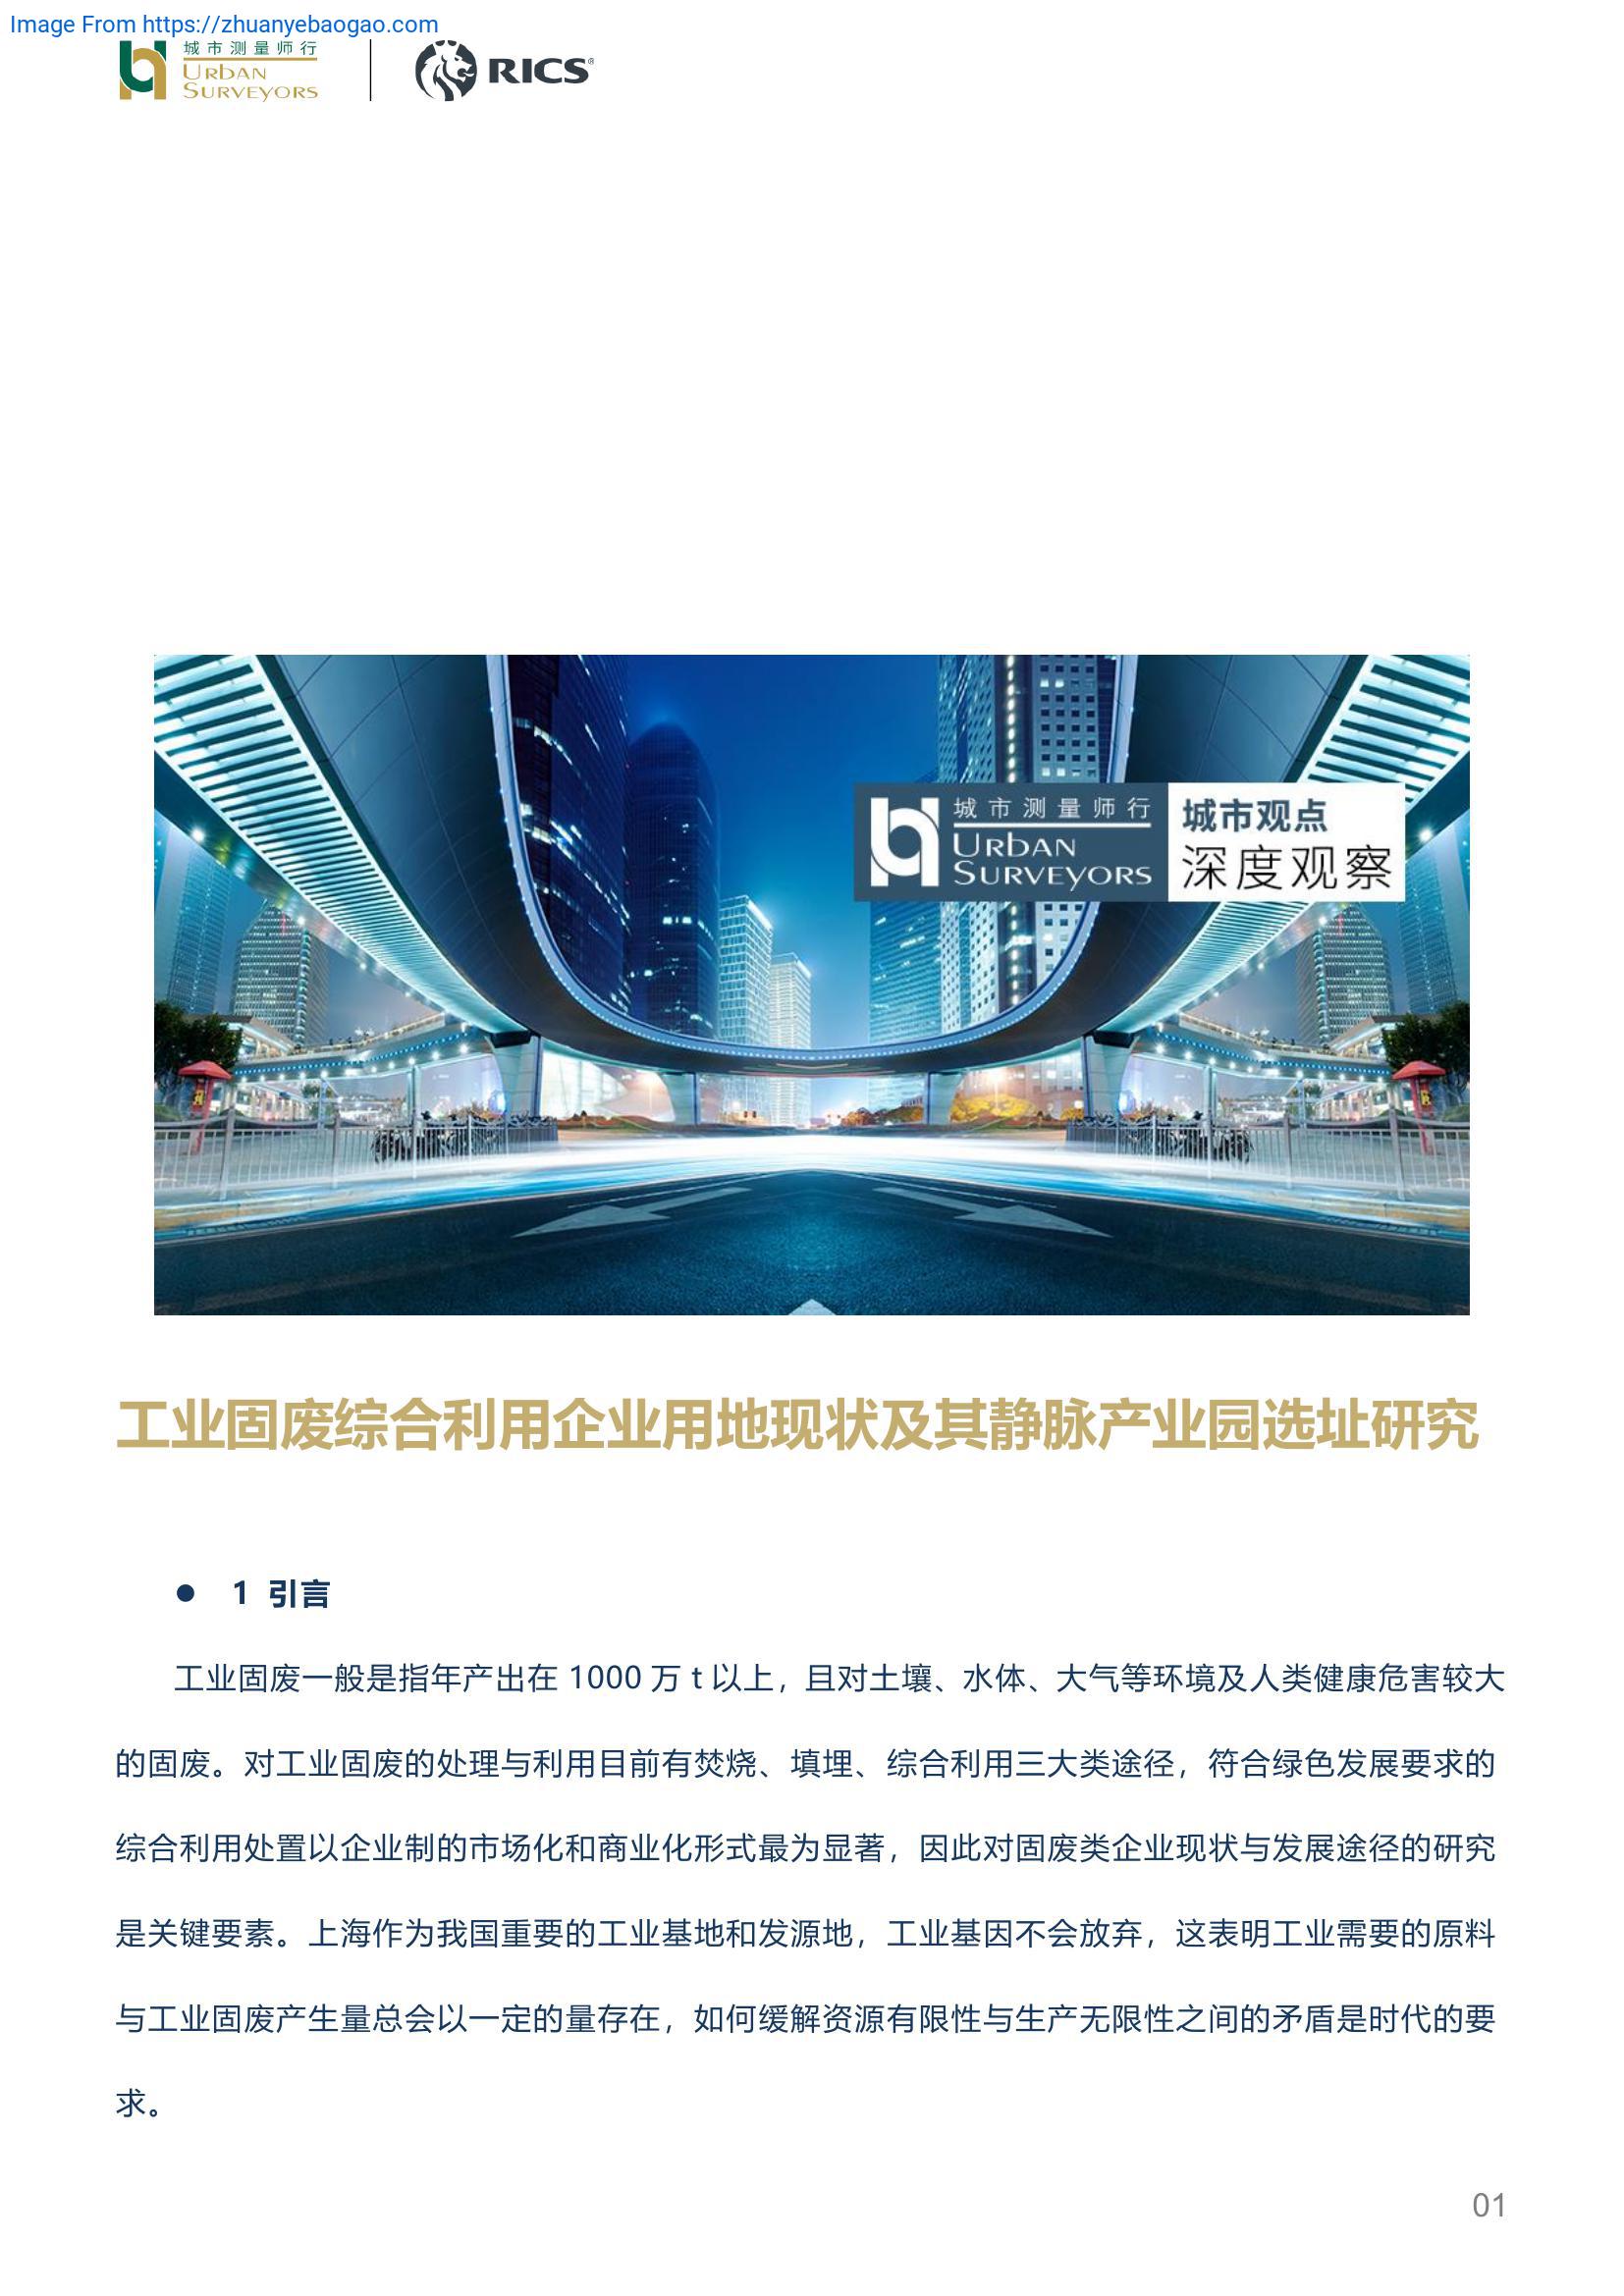 Image From https://zhuanyebaogao.com
城市测量师行
URBAN
SURVEYORS
RICS®
城市测量师行
URBAN
SURVEYORS
城市观点
深度观察
工业固废综合利用企业用地现状及其静脉产业园选址研究
● 1 引言
工业固废一般是指年产出在 1000 万 t 以上，且对土壤、水体、大气等环境及人类健康危害较大
的固废。对工业固废的处理与利用目前有焚烧、填埋、综合利用三大类途径，符合绿色发展要求的
综合利用处置以企业制的市场化和商业化形式最为显著，因此对固废类企业现状与发展途径的研究
是关键要素。上海作为我国重要的工业基地和发源地，工业基因不会放弃，这表明工业需要的原料
与工业固废产生量总会以一定的量存在，如何缓解资源有限性与生产无限性之间的矛盾是时代的要
求。
01